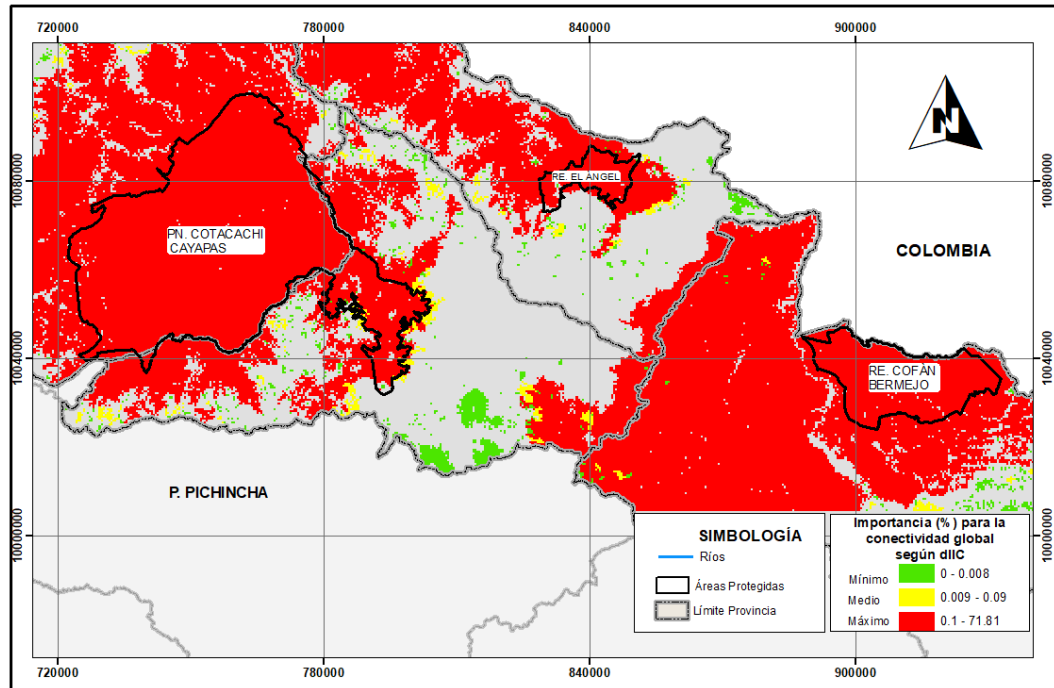 720000 780000 840000 900000
10080000
10080000
N
RE. EL ÁNGEL
PN. COTACACHI
CAYAPAS
COLOMBIA
10040000
10040000
RE. COFÁN
BERMEJO
P. PICHINCHA
10000000
10000000
SIMBOLOGÍA
Ríos
Áreas Protegidas
Límite Provincia
Importancia (% ) para la
conectividad global
según dIIC
Mínimo 0 - 0.008
Medio 0.009 - 0.09
Máximo 0.1 - 71.81
720000 780000 840000 900000